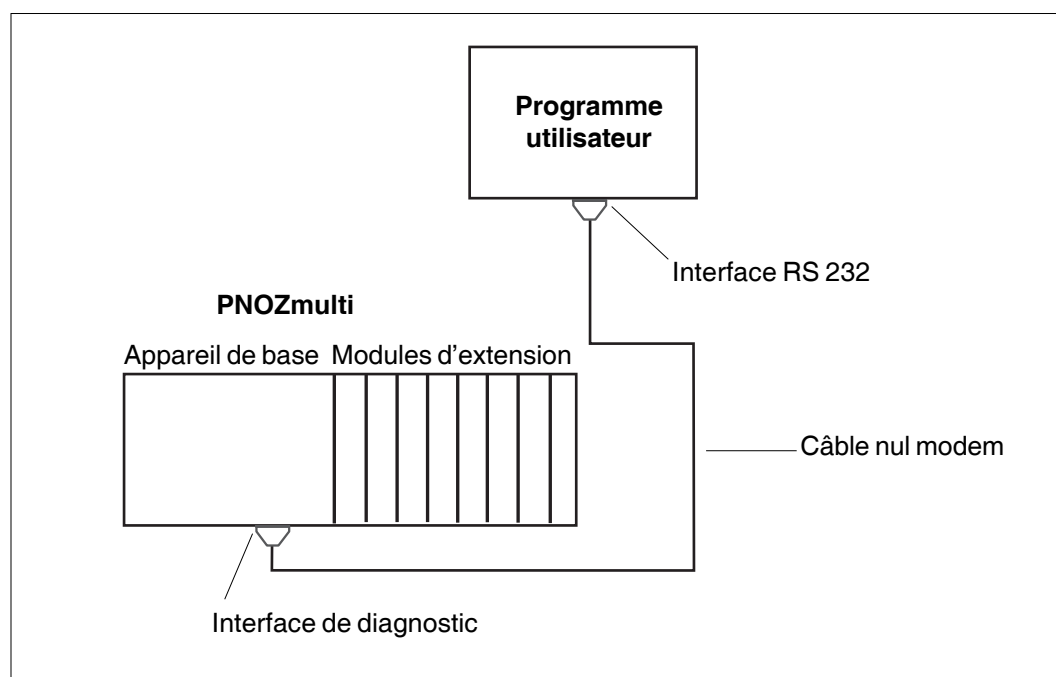 Programme
utilisateur
Interface RS 232
PNOZmulti
Appareil de base Modules d'extension
Câble nul modem
Interface de diagnostic